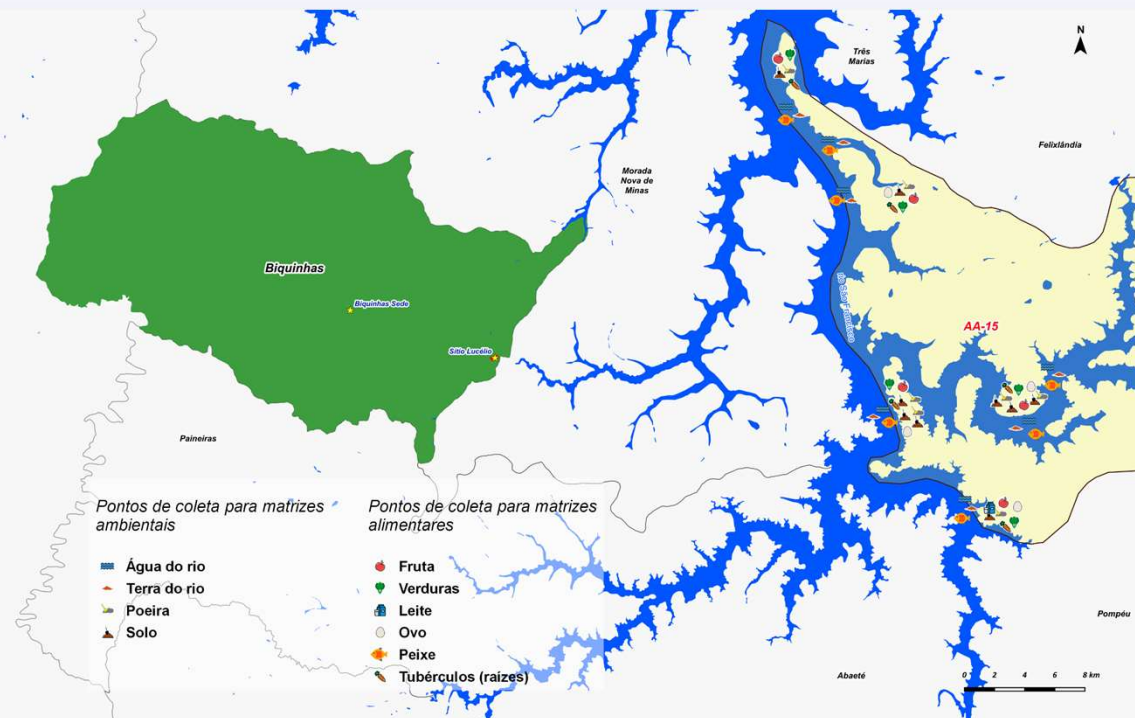 N
Três
Marias
Felixlândia
Morada
Nova de
Minas
Biquinhas
Biquinhas Sede
Sítio Lucélio
São Francisco
AA-15
Paineiras
Pontos de coleta para matrizes
ambientais
Água do rio
Terra do rio
Poeira
Solo
Pontos de coleta para matrizes
alimentares
Fruta
Verduras
Leite
Ovo
Peixe
Tubérculos (raízes)
Pompéu
Abaeté
0 2 4 6 8 km